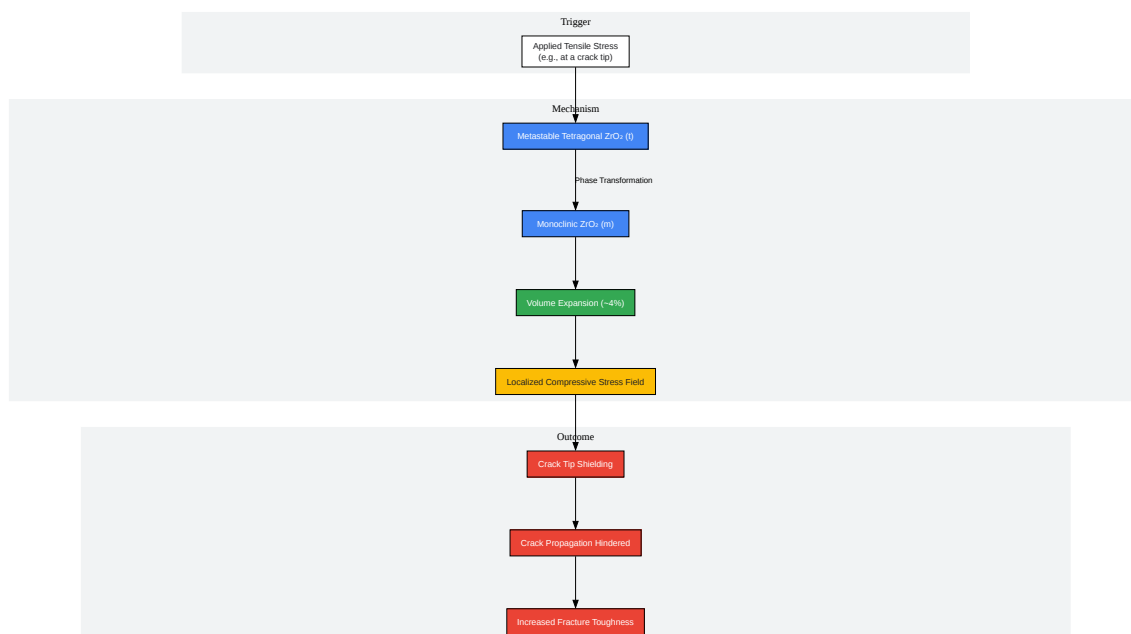 Trigger
Applied Tensile Stress
(e.g., at a crack tip)
Mechanism
Metastable Tetragonal ZrO₂ (t)
Phase Transformation
Monoclinic ZrO₂ (m)
Volume Expansion (~4%)
Localized Compressive Stress Field
Outcome
Crack Tip Shielding
Crack Propagation Hindered
Increased Fracture Toughness